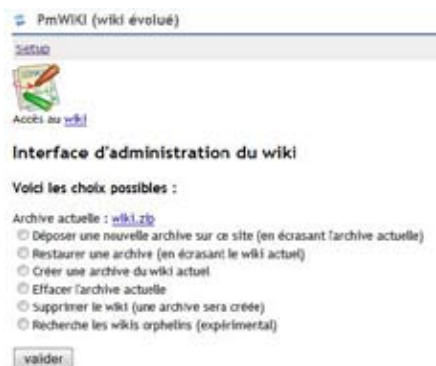 PmWIKI (wiki évolué)
Setup
Accès au wiki
Interface d'administration du wiki
Voici les choix possibles :
Archive actuelle : wiki.zip
Déposer une nouvelle archive sur ce site (en écrasant l'archive actuelle)
Restaurer une archive (en écrasant le wiki actuel)
Créer une archive du wiki actuel
Effacer l'archive actuelle
Supprimer le wiki (une archive sera créée)
Recherche les wikis orphelins (expérimental)
valider